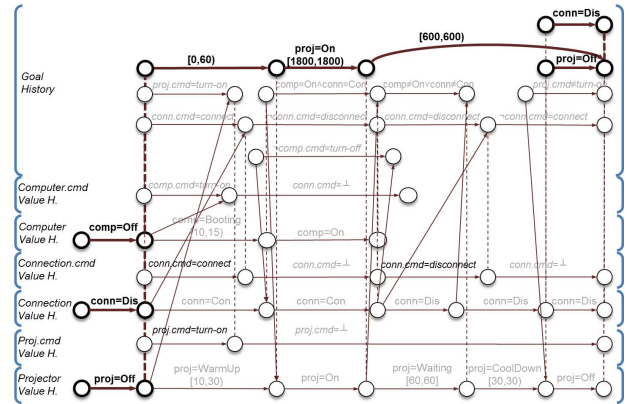 conn=Dis
proj=On
[0,60)
[1800,1800)
[600,600)
proj=Off
Goal
History
proj.cmd=turn-on
comp=On˄conn=Con
comp≠On˅conn≠Con
proj.cmd≠turn-on
conn.cmd=connect
¬conn.cmd=disconnect
conn.cmd=disconnect
¬conn.cmd=connect
comp.cmd=turn-off
Computer.cmd
Value H.
comp.cmd=turn-on
conn.cmd=⊥
Computer
Value H.
comp=Off
comp=Booting
[10,15)
comp=On
Connection.cmd
Value H.
conn.cmd=connect
conn.cmd=⊥
conn.cmd=disconnect
conn.cmd=⊥
Connection
Value H.
conn=Dis
conn=Con
conn=Con
conn=Dis
conn=Dis
conn=Dis
Proj.cmd
Value H.
proj.cmd=turn-on
proj.cmd=⊥
Projector
Value H.
proj=Off
proj=WarmUp
[10,30)
proj=On
proj=Waiting
[60,60]
proj=CoolDown
[30,30)
proj=Off